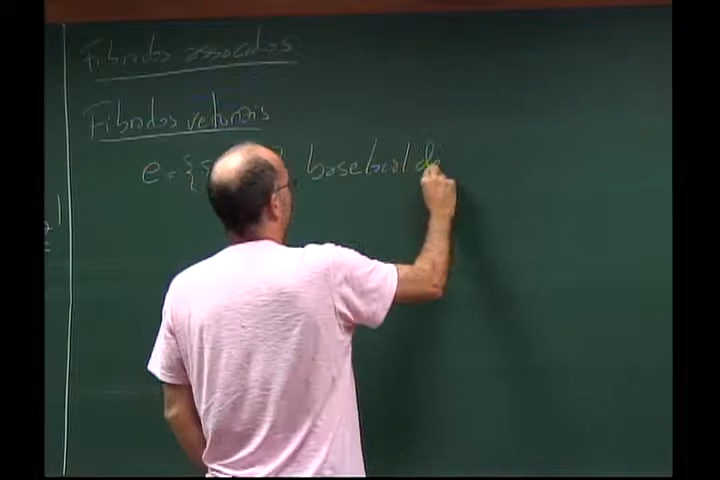 Fibrados associados
Fibrados vetoriais
e = {s base local de